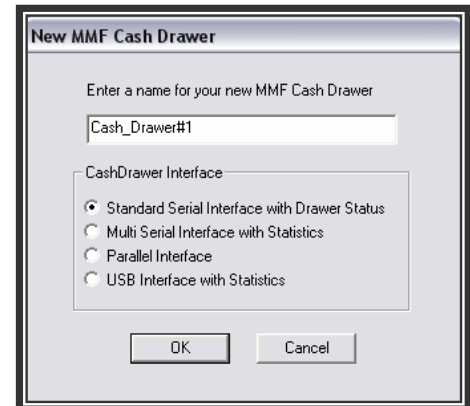 New MMF Cash Drawer
Enter a name for your new MMF Cash Drawer
Cash_Drawer#1
CashDrawer Interface
Standard Serial Interface with Drawer Status
Multi Serial Interface with Statistics
Parallel Interface
USB Interface with Statistics
OK Cancel